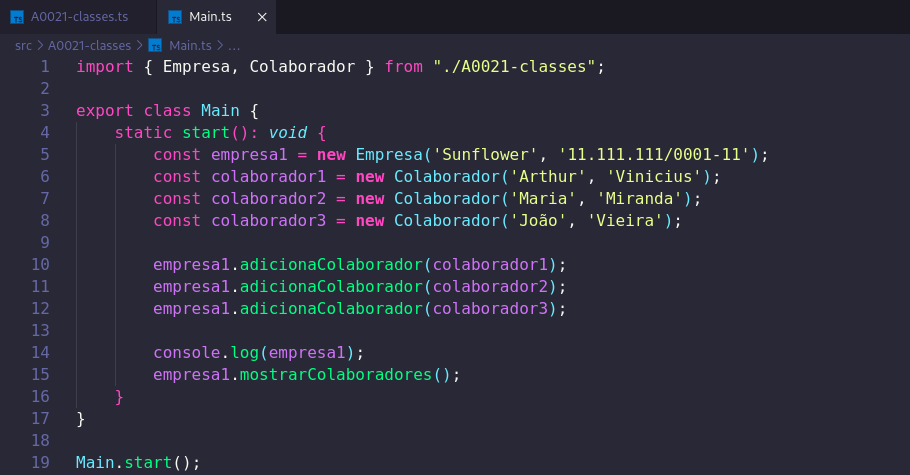 A0021-classes.ts Main.ts
src > A0021-classes > Main.ts > ...
1 import { Empresa, Colaborador } from "./A0021-classes";
2
3 export class Main {
4 static start(): void {
5 const empresa1 = new Empresa('Sunflower', '11.111.111/0001-11');
6 const colaborador1 = new Colaborador('Arthur', 'Vinicius');
7 const colaborador2 = new Colaborador('Maria', 'Miranda');
8 const colaborador3 = new Colaborador('João', 'Vieira');
9
10 empresa1.adicionaColaborador(colaborador1);
11 empresa1.adicionaColaborador(colaborador2);
12 empresa1.adicionaColaborador(colaborador3);
13
14 console.log(empresa1);
15 empresa1.mostrarColaboradores();
16 }
17 }
18
19 Main.start();